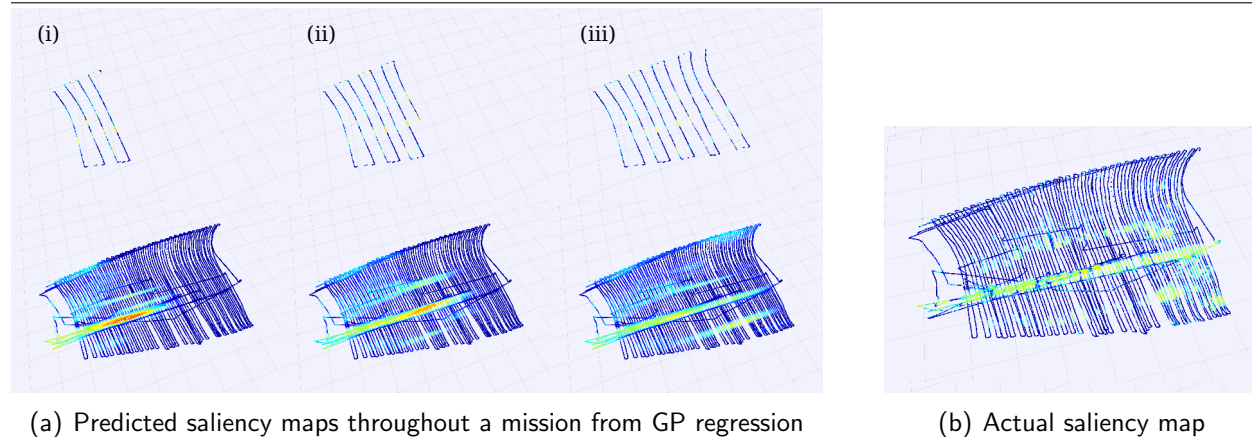 (i)
(ii)
(iii)
(a) Predicted saliency maps throughout a mission from GP regression
(b) Actual saliency map